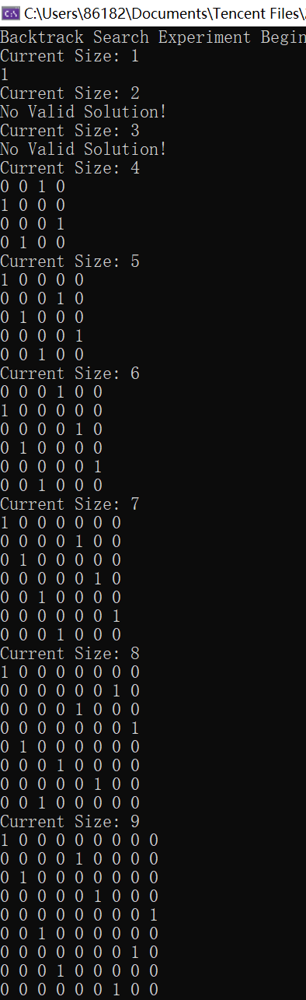 C:\Users\86182\Documents\Tencent Files\
Backtrack Search Experiment Begin
Current Size: 1
1
Current Size: 2
No Valid Solution!
Current Size: 3
No Valid Solution!
Current Size: 4
0 0 1 0
1 0 0 0
0 0 0 1
0 1 0 0
Current Size: 5
1 0 0 0 0
0 0 0 1 0
0 1 0 0 0
0 0 0 0 1
0 0 1 0 0
Current Size: 6
0 0 0 1 0 0
1 0 0 0 0 0
0 0 0 0 1 0
0 1 0 0 0 0
0 0 0 0 0 1
0 0 1 0 0 0
Current Size: 7
1 0 0 0 0 0 0
0 0 0 0 1 0 0
0 1 0 0 0 0 0
0 0 0 0 0 1 0
0 0 1 0 0 0 0
0 0 0 0 0 0 1
0 0 0 1 0 0 0
Current Size: 8
1 0 0 0 0 0 0 0
0 0 0 0 0 0 1 0
0 0 0 0 1 0 0 0
0 0 0 0 0 0 0 1
0 1 0 0 0 0 0 0
0 0 0 1 0 0 0 0
0 0 0 0 0 1 0 0
0 0 1 0 0 0 0 0
Current Size: 9
1 0 0 0 0 0 0 0 0
0 0 0 0 1 0 0 0 0
0 1 0 0 0 0 0 0 0
0 0 0 0 0 1 0 0 0
0 0 0 0 0 0 0 0 1
0 0 1 0 0 0 0 0 0
0 0 0 0 0 0 0 1 0
0 0 0 1 0 0 0 0 0
0 0 0 0 0 0 1 0 0